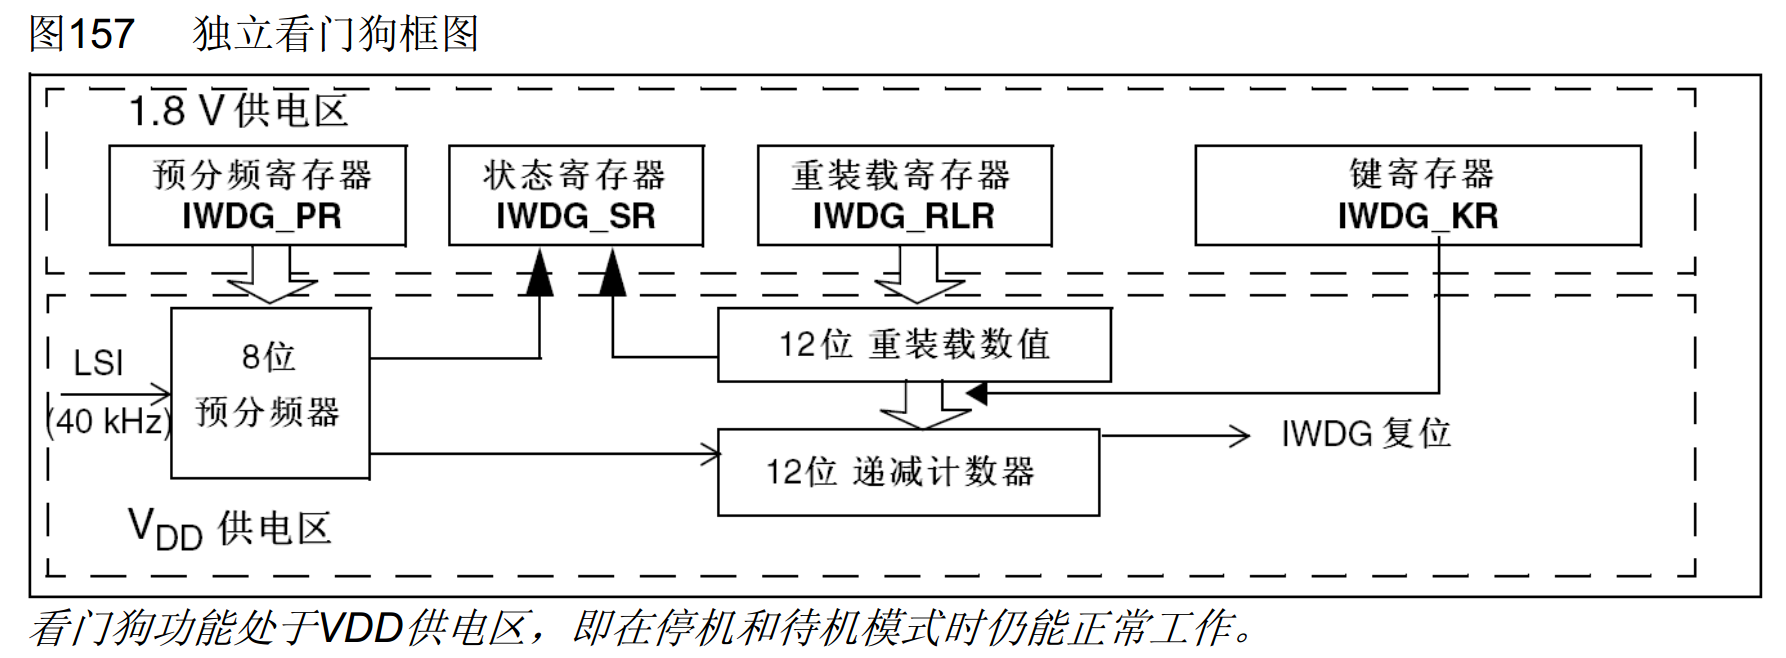 图157 独立看门狗框图
1.8 V 供电区
预分频寄存器
IWDG_PR
状态寄存器
IWDG_SR
重装载寄存器
IWDG_RLR
键寄存器
IWDG_KR
LSI
(40 kHz)
8位
预分频器
12位 重装载数值
12位 递减计数器
IWDG 复位
VDD 供电区
看门狗功能处于VDD供电区，即在停机和待机模式时仍能正常工作。